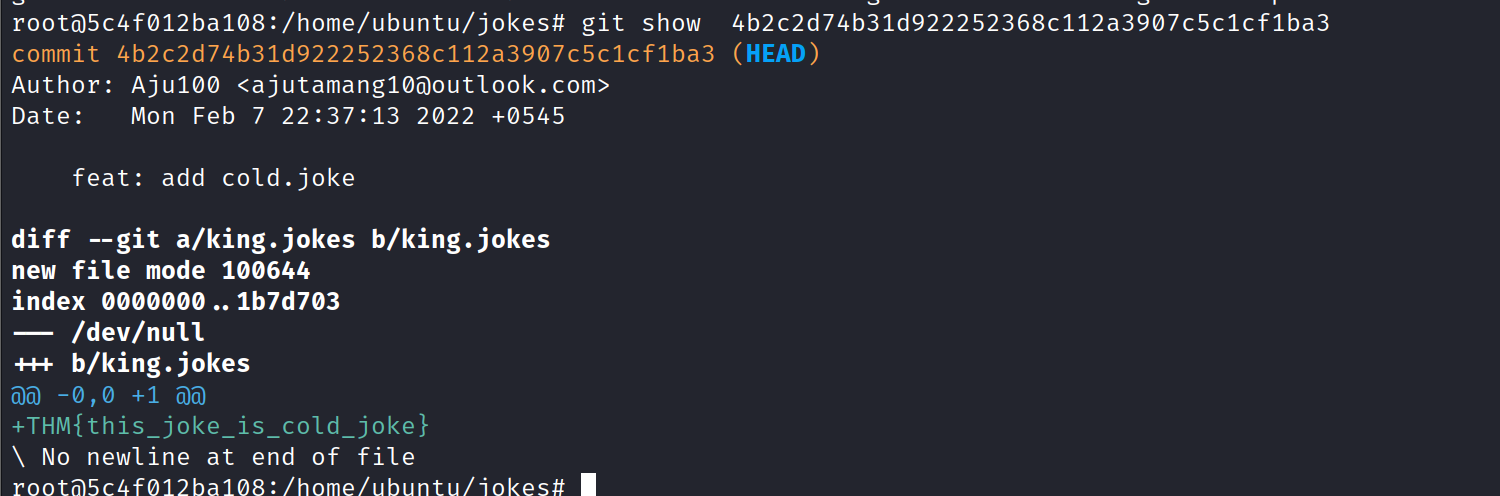 root@5c4f012ba108:/home/ubuntu/jokes# git show  4b2c2d74b31d922252368c112a3907c5c1cf1ba3
commit 4b2c2d74b31d922252368c112a3907c5c1cf1ba3 (HEAD)
Author: Aju100 <ajutamang10@outlook.com>
Date:   Mon Feb 7 22:37:13 2022 +0545
    feat: add cold.joke
diff --git a/king.jokes b/king.jokes
new file mode 100644
index 0000000..1b7d703
--- /dev/null
+++ b/king.jokes
@@ -0,0 +1 @@
+THM{this_joke_is_cold_joke}
\ No newline at end of file
root@5c4f012ba108:/home/ubuntu/jokes#